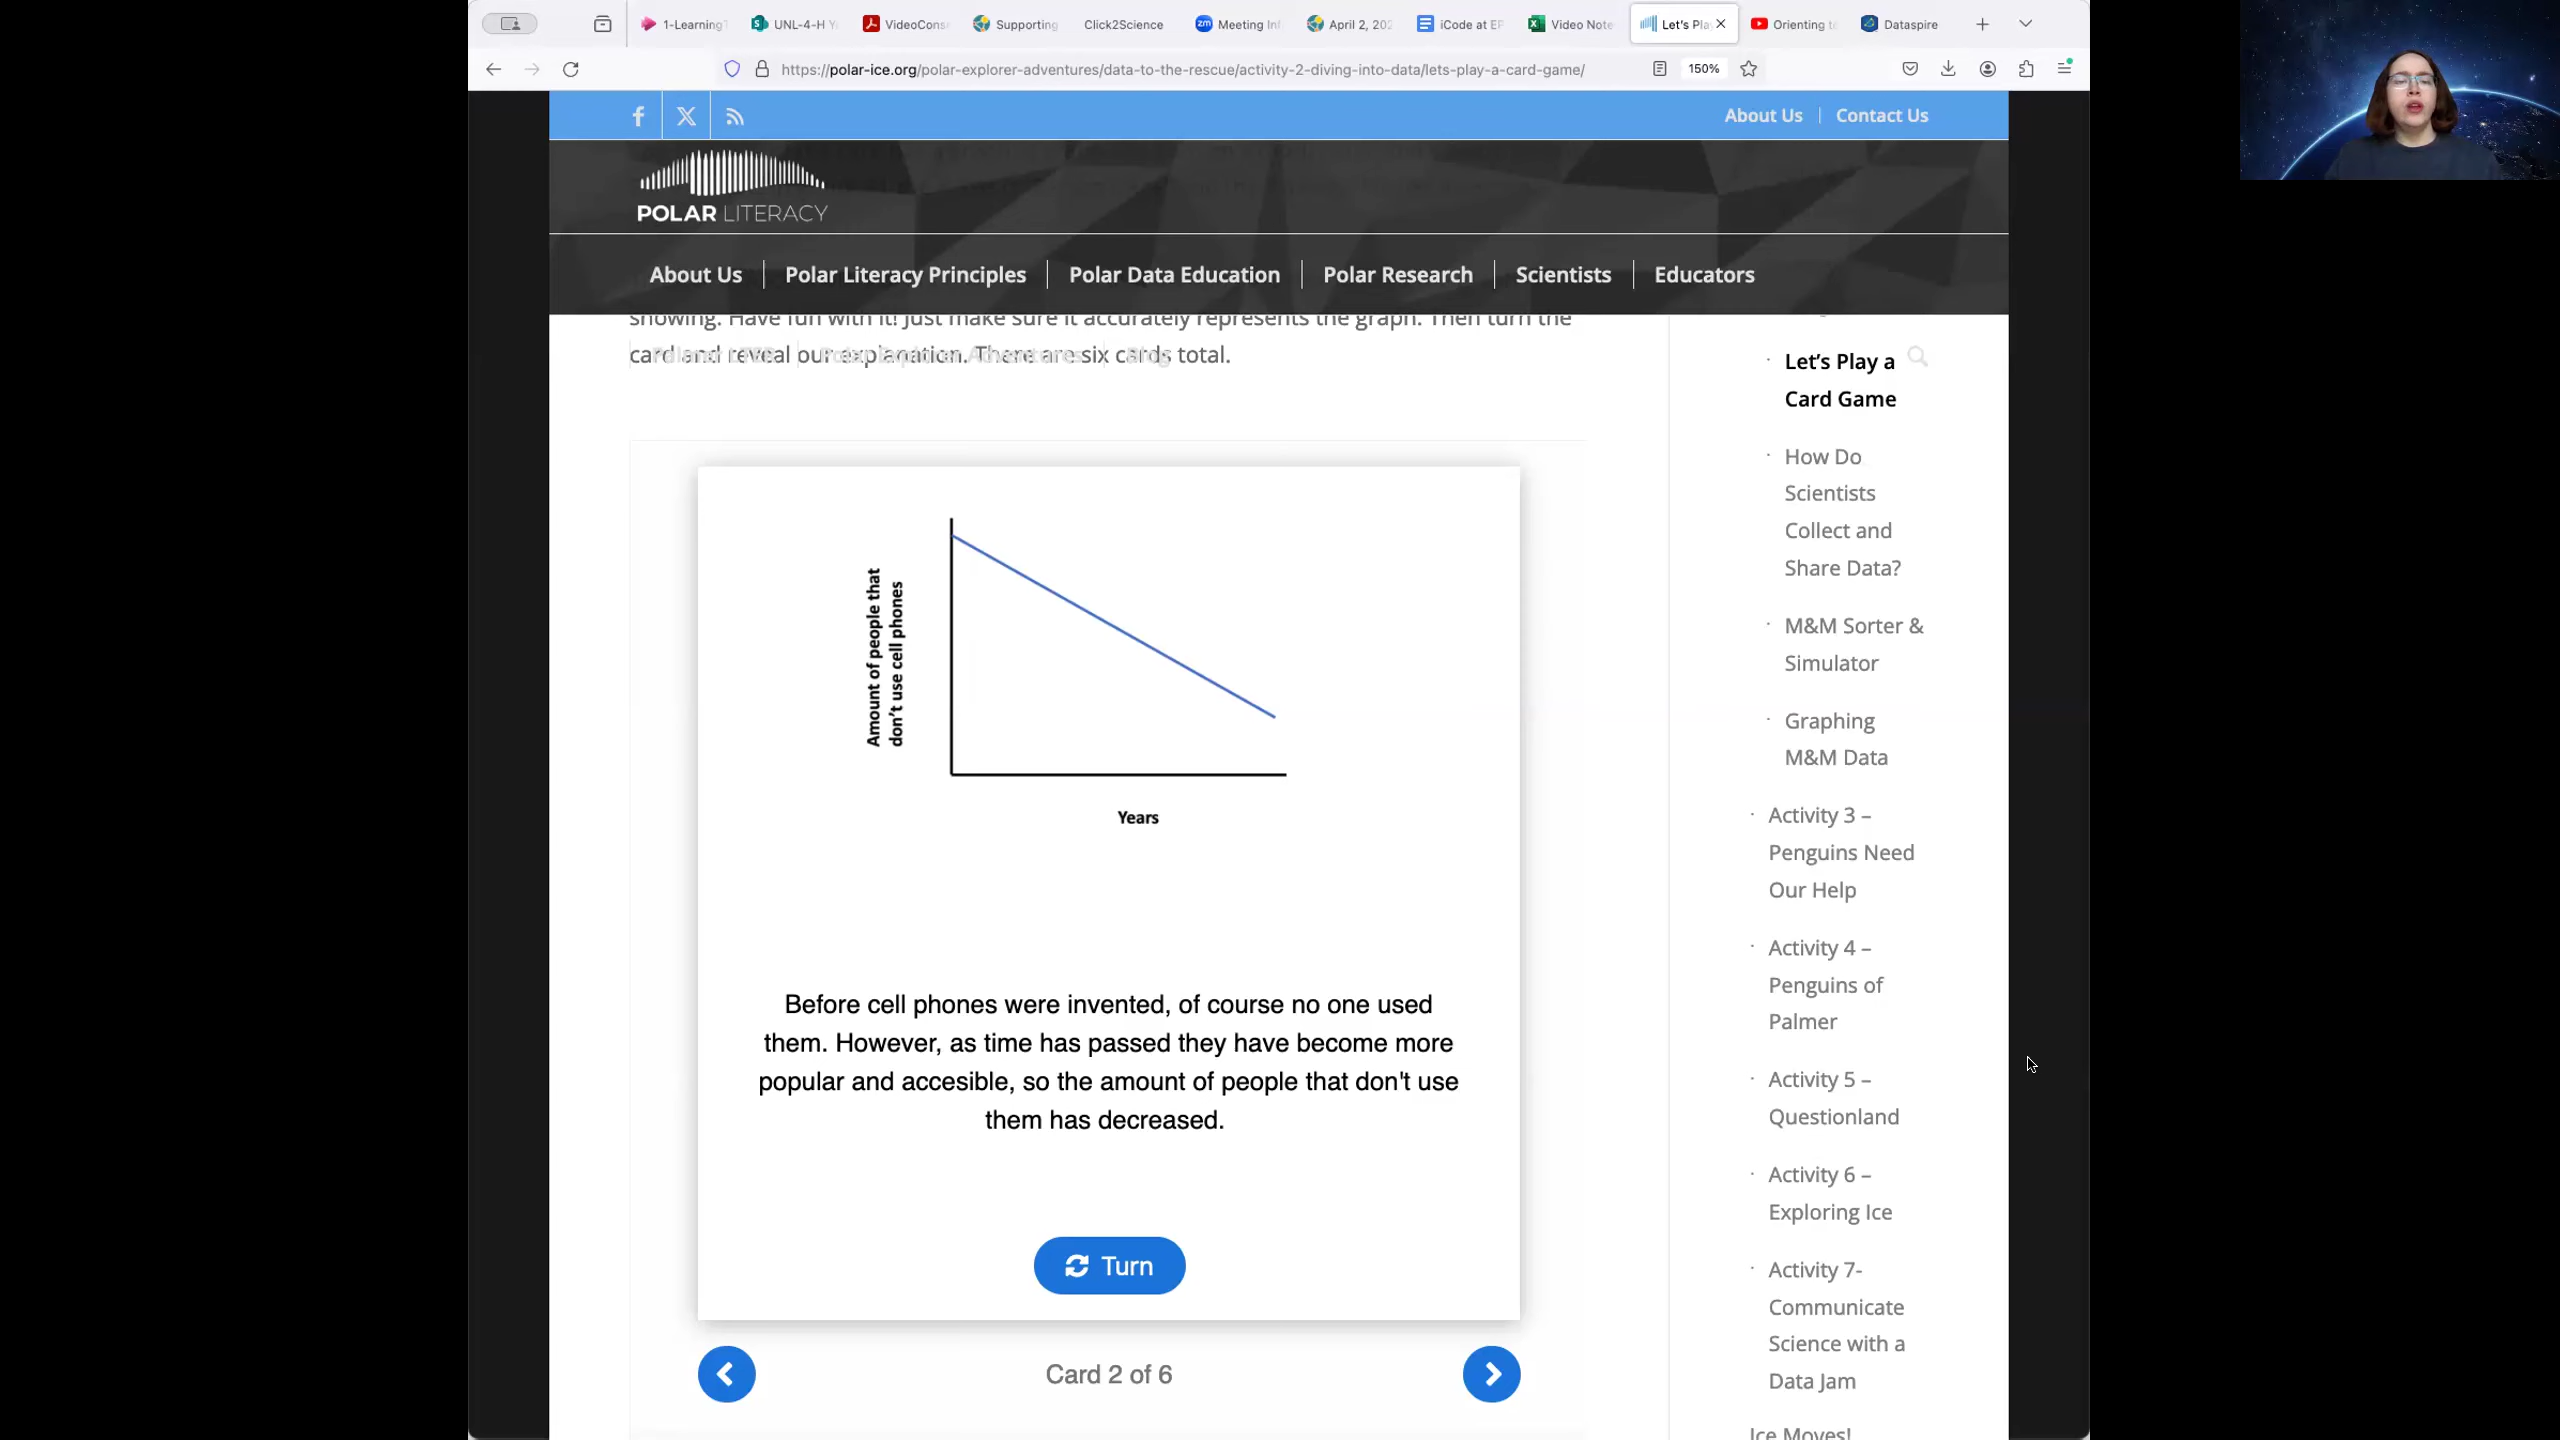 1-Learning
UNL-4-H Y
VideoCons
Supporting
Click2Science
zm
Meeting Inf
April 2, 202
iCode at EP
Video Note
Let's Pla
Orienting t
Dataspire
https://polar-ice.org/polar-explorer-adventures/data-to-the-rescue/activity-2-diving-into-data/lets-play-a-card-game/
150%
About Us
Contact Us
POLAR LITERACY
About Us
Polar Literacy Principles
Polar Data Education
Polar Research
Scientists
Educators
showing. Have fun with it! Just make sure it accurately represents the graph. Then turn the
card and reveal our explanation. There are six cards total.
Amount of people that
don't use cell phones
Years
Before cell phones were invented, of course no one used
them. However, as time has passed they have become more
popular and accesible, so the amount of people that don't use
them has decreased.
Turn
Card 2 of 6
Let's Play a
Card Game
How Do
Scientists
Collect and
Share Data?
M&M Sorter &
Simulator
Graphing
M&M Data
Activity 3 –
Penguins Need
Our Help
Activity 4 –
Penguins of
Palmer
Activity 5 –
Questionland
Activity 6 –
Exploring Ice
Activity 7-
Communicate
Science with a
Data Jam
Ice Moves!